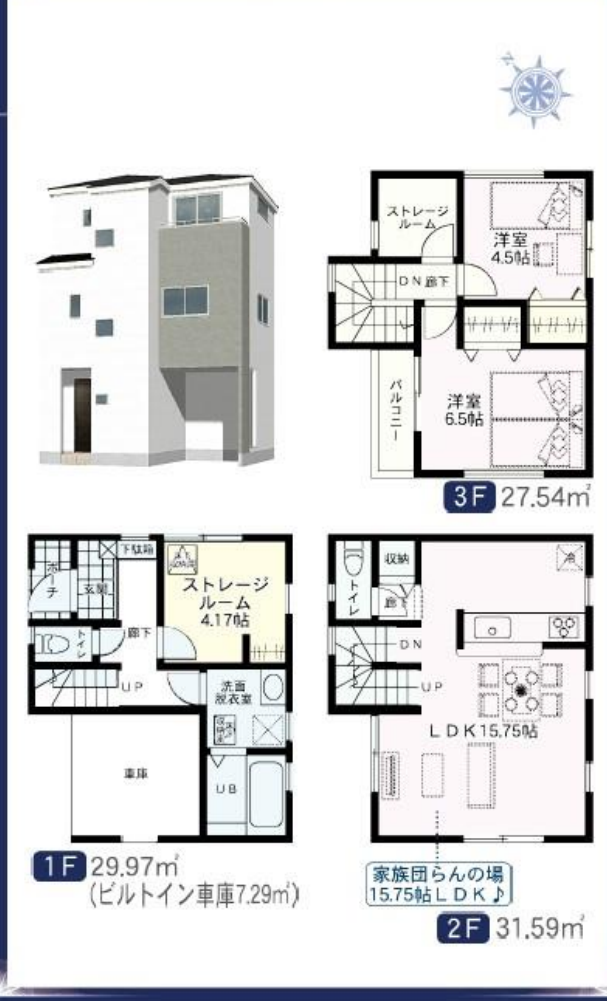 N
ストレージ
ルーム
洋室
4.5帖
DN
廊下
バルコニー
洋室
6.5帖
3F 27.54㎡
下駄箱
ポーチ
玄関
ストレージ
ルーム
4.17帖
廊下
トイレ
UP
洗面
脱衣室
車庫
UB
1F 29.97㎡
(ビルトイン車庫7.29㎡)
トイレ
収納
廊下
冷
DN
UP
LDK15.75帖
家族団らんの場
15.75帖LDK♪
2F 31.59㎡